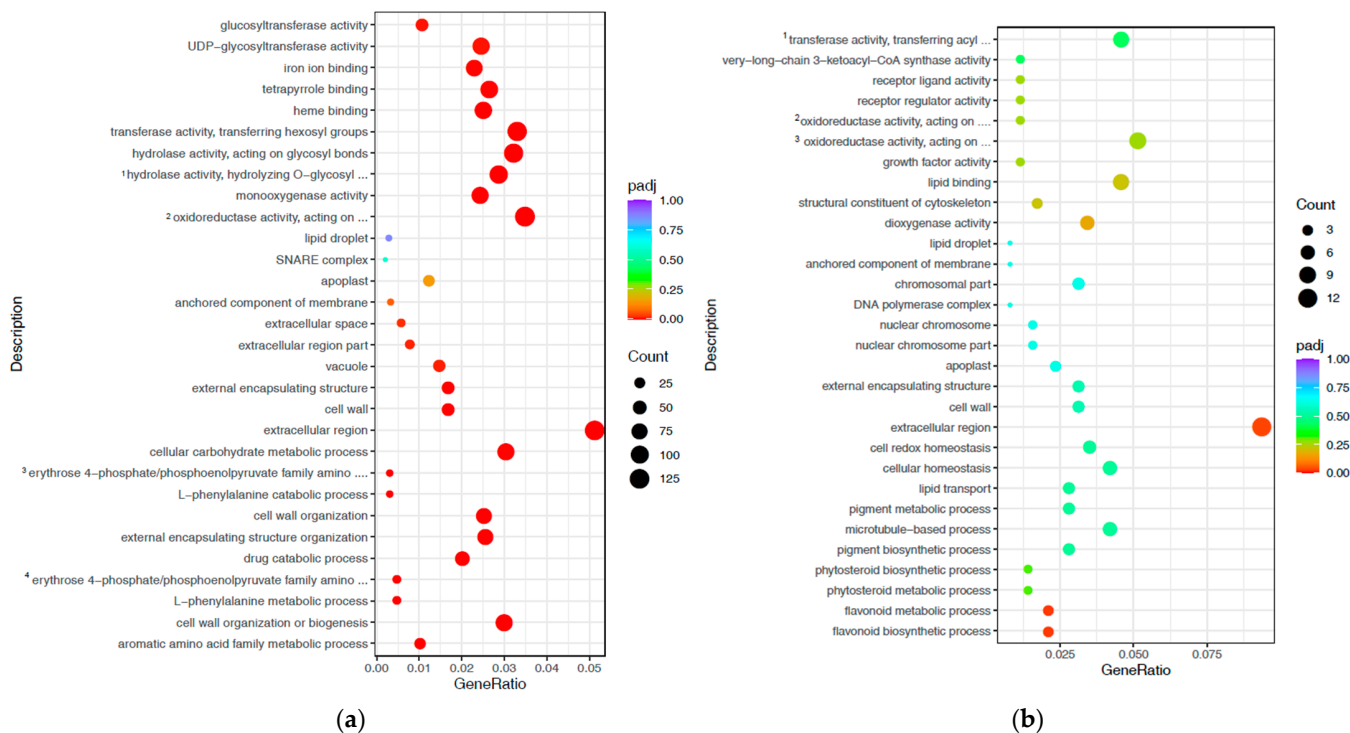 glucosyltransferase activity
UDP−glycosyltransferase activity
iron ion binding
tetrapyrrole binding
heme binding
transferase activity, transferring hexosyl groups
hydrolase activity, acting on glycosyl bonds
¹hydrolase activity, hydrolyzing O−glycosyl ...
monooxygenase activity
² oxidoreductase activity, acting on ...
lipid droplet
SNARE complex
apoplast
anchored component of membrane
extracellular space
extracellular region part
vacuole
external encapsulating structure
cell wall
extracellular region
cellular carbohydrate metabolic process
³ erythrose 4−phosphate/phosphoenolpyruvate family amino ....
L−phenylalanine catabolic process
cell wall organization
external encapsulating structure organization
drug catabolic process
⁴ erythrose 4−phosphate/phosphoenolpyruvate family amino ...
L−phenylalanine metabolic process
cell wall organization or biogenesis
aromatic amino acid family metabolic process
Description
0.00 0.01 0.02 0.03 0.04 0.05
GeneRatio
padj
1.00
0.75
0.50
0.25
0.00
Count
25
50
75
100
125
(a)
¹ transferase activity, transferring acyl ...
very−long−chain 3−ketoacyl−CoA synthase activity
receptor ligand activity
receptor regulator activity
² oxidoreductase activity, acting on ....
³ oxidoreductase activity, acting on ...
growth factor activity
lipid binding
structural constituent of cytoskeleton
dioxygenase activity
lipid droplet
anchored component of membrane
chromosomal part
DNA polymerase complex
nuclear chromosome
nuclear chromosome part
apoplast
external encapsulating structure
cell wall
extracellular region
cell redox homeostasis
cellular homeostasis
lipid transport
pigment metabolic process
microtubule−based process
pigment biosynthetic process
phytosteroid biosynthetic process
phytosteroid metabolic process
flavonoid metabolic process
flavonoid biosynthetic process
Description
0.025 0.050 0.075
GeneRatio
Count
3
6
9
12
padj
1.00
0.75
0.50
0.25
0.00
(b)